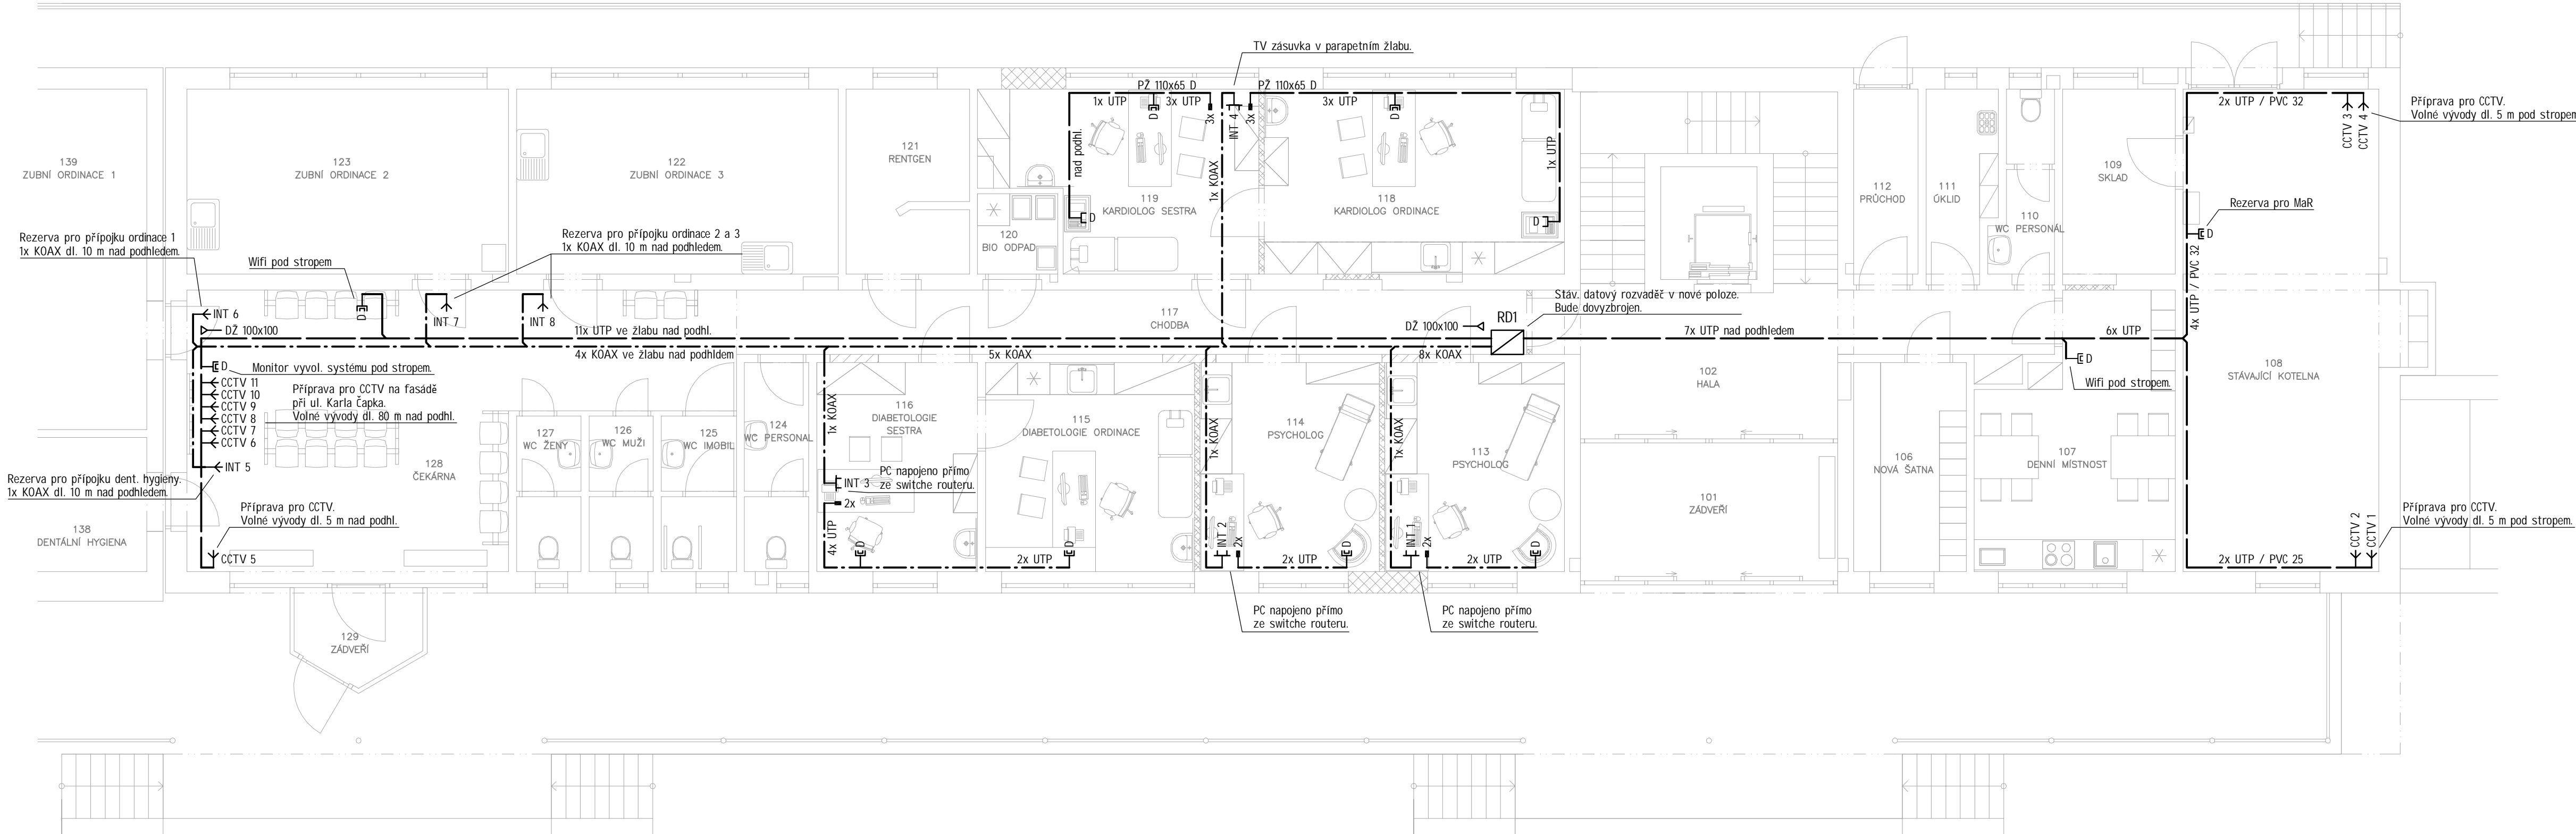 TV zásuvka v parapetním žlabu.
PŽ 110x65 D
PŽ 110x65 D
1x UTP
3x UTP
3x UTP
D
3x
INT 4
3x
D
nad podhl.
1x KOAX
1x UTP
D
D
2x UTP / PVC 32
CCTV 3
CCTV 4
Příprava pro CCTV.
Volné vývody dl. 5 m pod stropem
139
ZUBNÍ ORDINACE 1
123
ZUBNÍ ORDINACE 2
122
ZUBNÍ ORDINACE 3
121
RENTGEN
120
BIO ODPAD
119
KARDIOLOG SESTRA
118
KARDIOLOG ORDINACE
112
PRŮCHOD
111
ÚKLID
110
WC PERSONÁL
109
SKLAD
Rezerva pro MaR
D
4x UTP / PVC 32
Rezerva pro přípojku ordinace 1
1x KOAX dl. 10 m nad podhledem.
Wifi pod stropem
D
Rezerva pro přípojku ordinace 2 a 3
1x KOAX dl. 10 m nad podhledem.
INT 6
INT 7
INT 8
DŽ 100x100
11x UTP ve žlabu nad podhl.
4x KOAX ve žlabu nad podhldem
117
CHODBA
5x KOAX
DŽ 100x100
8x KOAX
RD1
Stáv. datový rozvaděč v nové poloze.
Bude dovyzbrojen.
7x UTP nad podhledem
6x UTP
D
Wifi pod stropem.
108
STÁVAJÍCÍ KOTELNA
D
Monitor vyvol. systému pod stropem.
CCTV 11
CCTV 10
CCTV 9
CCTV 8
CCTV 7
CCTV 6
Příprava pro CCTV na fasádě
při ul. Karla Čapka.
Volné vývody dl. 80 m nad podhl.
INT 5
Rezerva pro přípojku dent. hygieny.
1x KOAX dl. 10 m nad podhledem.
128
ČEKÁRNA
Příprava pro CCTV.
Volné vývody dl. 5 m nad podhl.
CCTV 5
138
DENTÁLNÍ HYGIENA
127
WC ŽENY
126
WC MUŽI
125
WC IMOBIL
124
WC PERSONAL
1x KOAX
116
DIABETOLOGIE
SESTRA
115
DIABETOLOGIE ORDINACE
PC napojeno přímo
ze switche routeru.
INT 3
2x
4x UTP
D
2x UTP
D
1x KOAX
114
PSYCHOLOG
INT 2
2x
2x UTP
D
1x KOAX
113
PSYCHOLOG
INT 1
2x
2x UTP
D
102
HALA
101
ZÁDVEŘÍ
106
NOVÁ ŠATNA
107
DENNÍ MÍSTNOST
2x UTP / PVC 25
CCTV 2
CCTV 1
Příprava pro CCTV.
Volné vývody dl. 5 m pod stropem.
PC napojeno přímo
ze switche routeru.
PC napojeno přímo
ze switche routeru.
129
ZÁDVEŘÍ